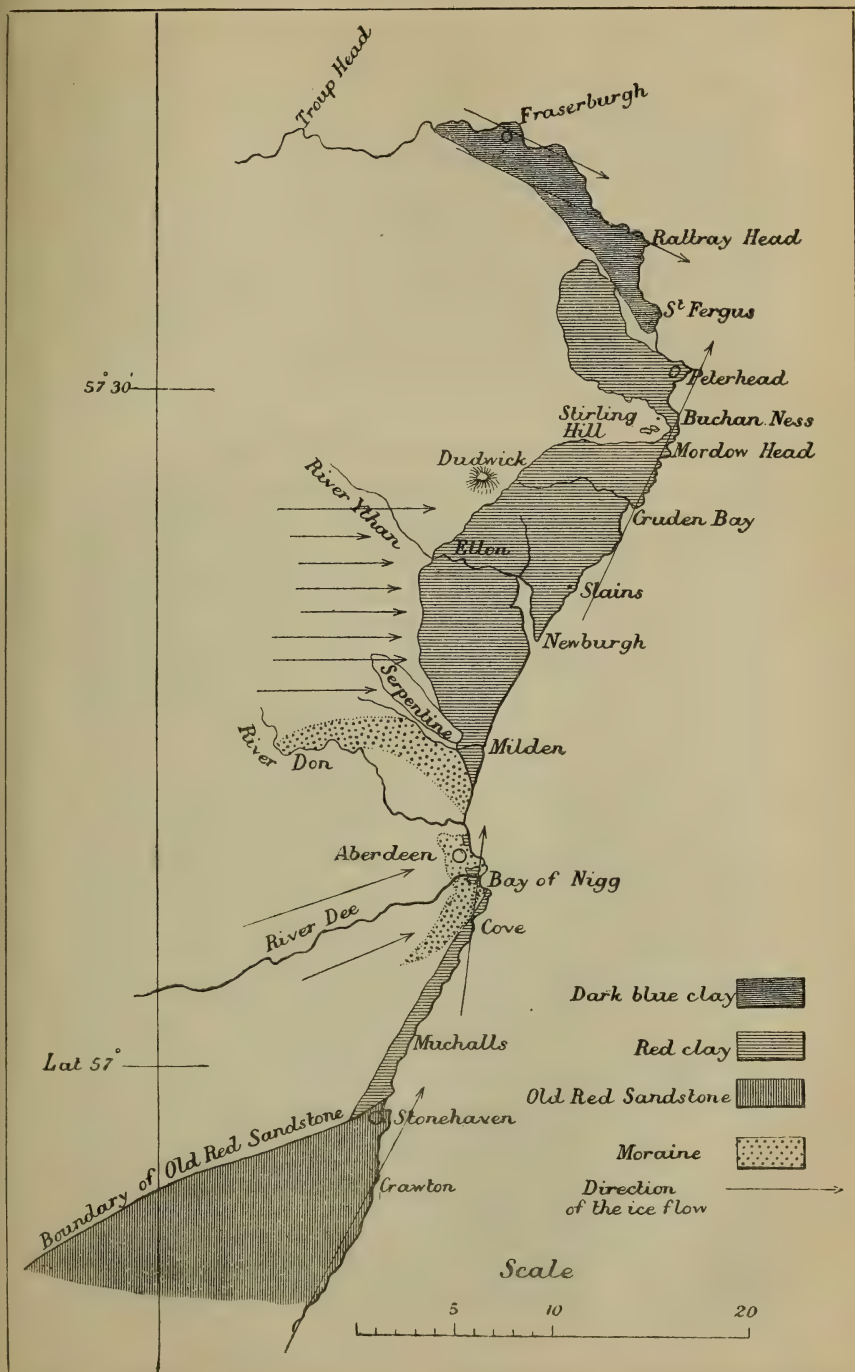 Troup Head
Fraserburgh
Rattray Head
St Fergus
57° 30'
Peterhead
Stirling
Hill
Buchan Ness
Mordow Head
Dudwick
River Ythan
Cruden Bay
Ellon
Slains
Newburgh
Serpentine
River
Don
Milden
Aberdeen
Bay of Nigg
River Dee
Cove
Dark blue clay
Muchalls
Red clay
Lat 57°
Old Red Sandstone
Boundary of Old Red Sandstone
Stonehaven
Moraine
Crawton
Direction
of the ice flow
Scale
5 10 20